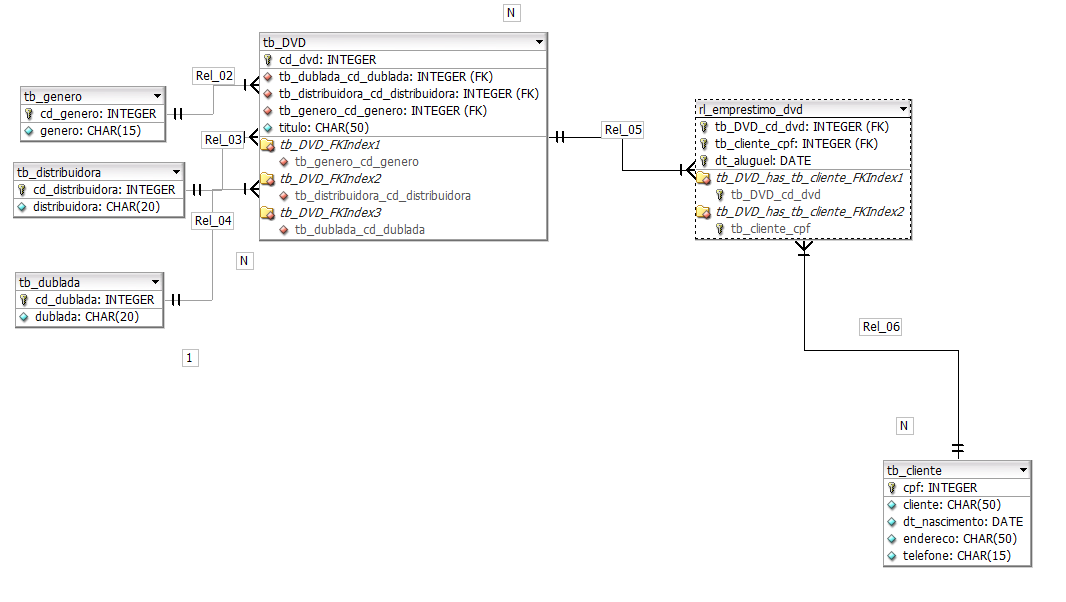 N
tb_DVD
cd_dvd: INTEGER
tb_dublada_cd_dublada: INTEGER (FK)
tb_distribuidora_cd_distribuidora: INTEGER (FK)
tb_genero_cd_genero: INTEGER (FK)
titulo: CHAR(50)
tb_DVD_FKIndex1
tb_genero_cd_genero
tb_DVD_FKIndex2
tb_distribuidora_cd_distribuidora
tb_DVD_FKIndex3
tb_dublada_cd_dublada
Rel_02
tb_genero
cd_genero: INTEGER
genero: CHAR(15)
Rel_03
tb_distribuidora
cd_distribuidora: INTEGER
distribuidora: CHAR(20)
Rel_04
N
tb_dublada
cd_dublada: INTEGER
dublada: CHAR(20)
1
Rel_05
rl_emprestimo_dvd
tb_DVD_cd_dvd: INTEGER (FK)
tb_cliente_cpf: INTEGER (FK)
dt_aluguel: DATE
tb_DVD_has_tb_cliente_FKIndex1
tb_DVD_cd_dvd
tb_DVD_has_tb_cliente_FKIndex2
tb_cliente_cpf
Rel_06
N
tb_cliente
cpf: INTEGER
cliente: CHAR(50)
dt_nascimento: DATE
endereco: CHAR(50)
telefone: CHAR(15)